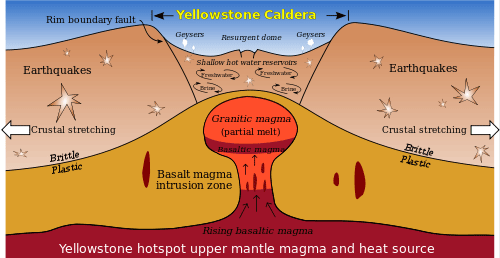 Yellowstone Caldera
Rim boundary fault
Geysers
Resurgent dome
Geysers
Shallow hot water reservoirs
Freshwater
Freshwater
Brine
Brine
Earthquakes
Earthquakes
Granitic magma
(partial melt)
Crustal stretching
Crustal stretching
Basaltic magma
Brittle
Plastic
Brittle
Plastic
Basalt magma
intrusion zone
Rising basaltic magma
Yellowstone hotspot upper mantle magma and heat source